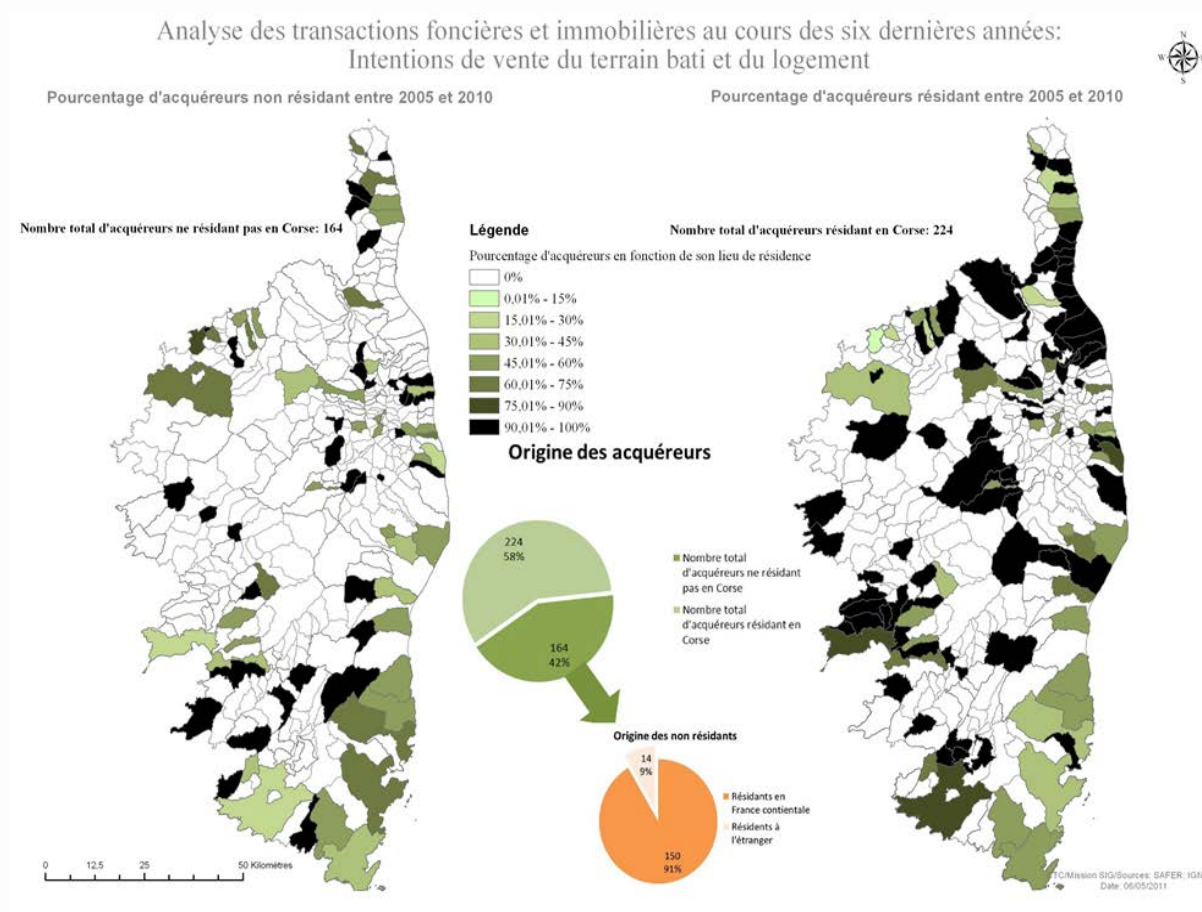 Analyse des transactions foncières et immobilières au cours des six dernières années:
Intentions de vente du terrain bati et du logement
N
W
S
Pourcentage d'acquéreurs non résidant entre 2005 et 2010
Pourcentage d'acquéreurs résidant entre 2005 et 2010
Nombre total d'acquéreurs ne résidant pas en Corse: 164
Légende
Nombre total d'acquéreurs résidant en Corse: 224
Pourcentage d'acquéreurs en fonction de son lieu de résidence
0%
0,01% - 15%
15,01% - 30%
30,01% - 45%
45,01% - 60%
60,01% - 75%
75,01% - 90%
90,01% - 100%
Origine des acquéreurs
224
58%
164
42%
Nombre total
d'acquéreurs ne résidant
pas en Corse
Nombre total
d'acquéreurs résidant en
Corse
Origine des non résidants
14
9%
150
91%
Résidants en
France contientale
Résidents à
l'étranger
0 12,5 25 50 Kilomètres
TC/Mission SIG/Sources: SAFER: IGN
Date: 06/05/2011